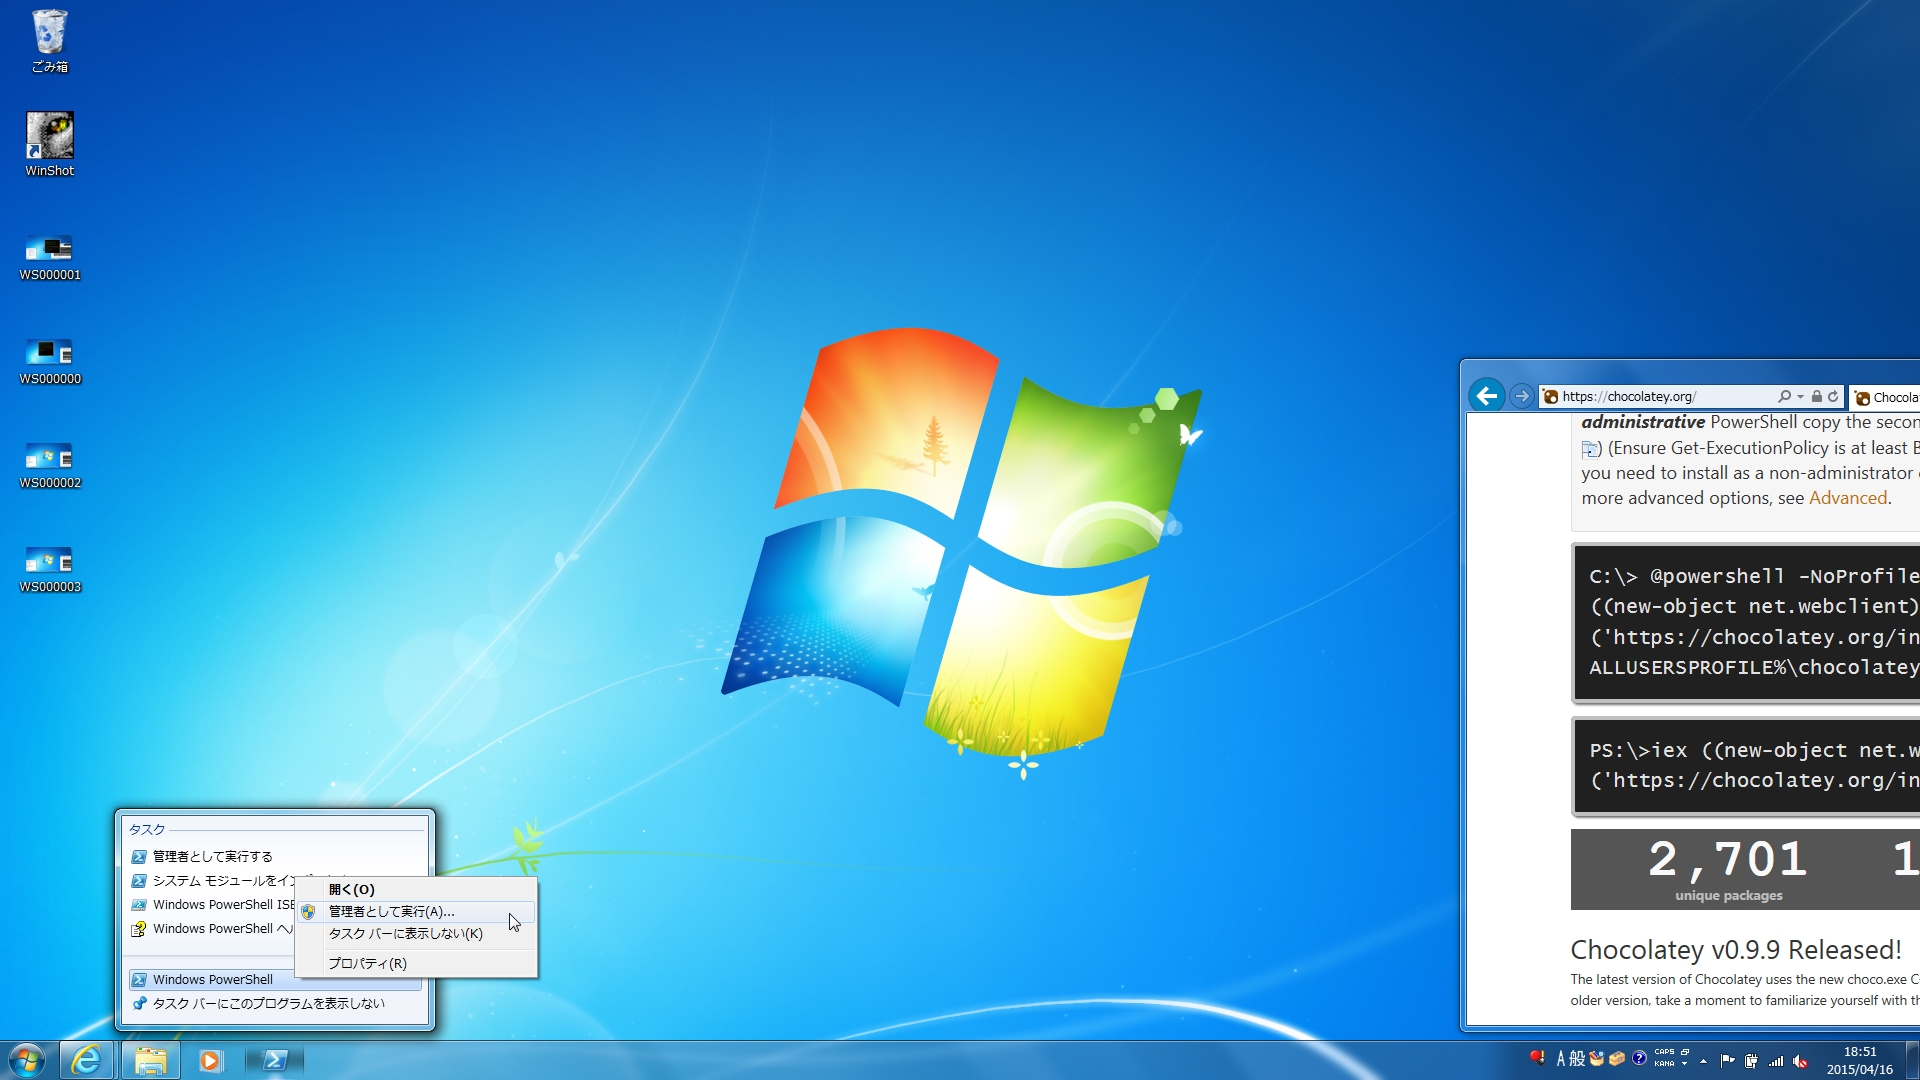 ごみ箱
WinShot
WS000001
WS000000
WS000002
WS000003
タスク
管理者として実行する
システム モジュールをイン
Windows PowerShell ISE
Windows PowerShell ヘル
Windows PowerShell
タスク バーにこのプログラムを表示しない
開く(O)
管理者として実行(A)...
タスク バーに表示しない(K)
プロパティ(R)
https://chocolatey.org/
Chocola
administrative PowerShell copy the secon
) (Ensure Get-ExecutionPolicy is at least B
you need to install as a non-administrator
more advanced options, see Advanced.
C:\> @powershell -NoProfile
((new-object net.webclient)
('https://chocolatey.org/in
ALLUSERSPROFILE%\chocolatey
PS:\>iex ((new-object net.w
('https://chocolatey.org/in
2,701
unique packages
1
Chocolatey v0.9.9 Released!
The latest version of Chocolatey uses the new choco.exe C
older version, take a moment to familiarize yourself with th
A 般
CAPS
KANA
18:51
2015/04/16